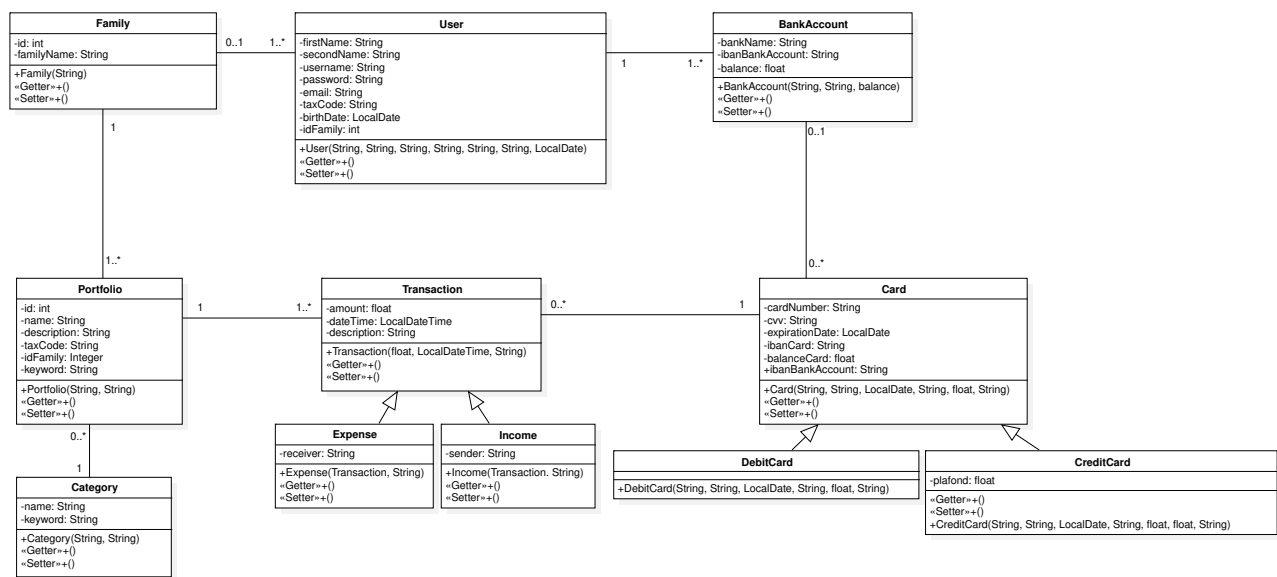 Family
-id: int
-familyName: String
+Family(String)
«Getter»+()
«Setter»+()
0..1
1..*
User
-firstName: String
-secondName: String
-username: String
-password: String
-email: String
-taxCode: String
-birthDate: LocalDate
-idFamily: int
+User(String, String, String, String, String, String, LocalDate)
«Getter»+()
«Setter»+()
1
1..*
BankAccount
-bankName: String
-ibanBankAccount: String
-balance: float
+BankAccount(String, String, balance)
«Getter»+()
«Setter»+()
1
1..*
0..1
0..*
Portfolio
-id: int
-name: String
-description: String
-taxCode: String
-idFamily: Integer
-keyword: String
+Portfolio(String, String)
«Getter»+()
«Setter»+()
1
1..*
Transaction
-amount: float
-dateTime: LocalDateTime
-description: String
+Transaction(float, LocalDateTime, String)
«Getter»+()
«Setter»+()
0..*
1
Card
-cardNumber: String
-cvv: String
-expirationDate: LocalDate
-ibanCard: String
-balanceCard: float
+ibanBankAccount: String
+Card(String, String, LocalDate, String, float, String)
«Getter»+()
«Setter»+()
0..*
1
Category
-name: String
-keyword: String
+Category(String, String)
«Getter»+()
«Setter»+()
Expense
-receiver: String
+Expense(Transaction, String)
«Getter»+()
«Setter»+()
Income
-sender: String
+Income(Transaction. String)
«Getter»+()
«Setter»+()
DebitCard
+DebitCard(String, String, LocalDate, String, float, String)
CreditCard
-plafond: float
«Getter»+()
«Setter»+()
+CreditCard(String, String, LocalDate, String, float, float, String)